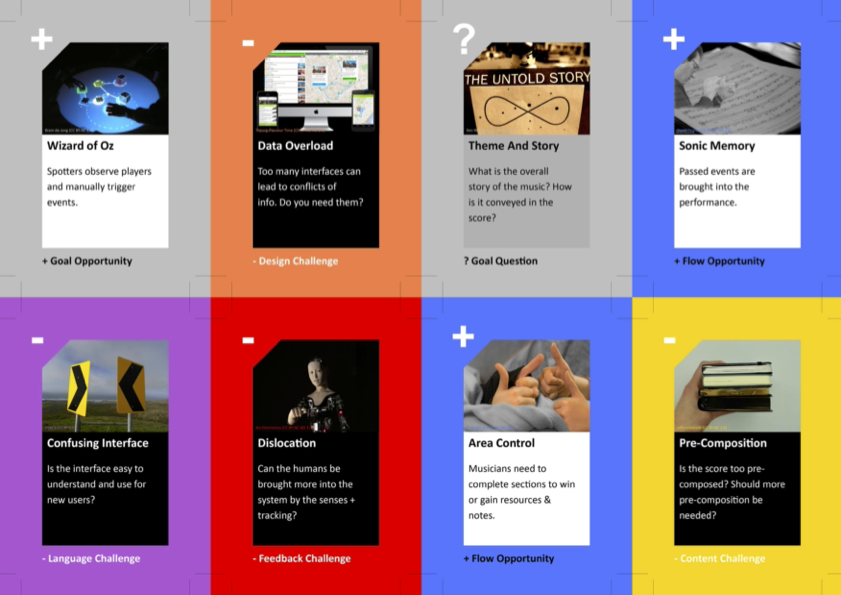 +
Wizard of Oz
Spotters observe players
and manually trigger
events.
+ Goal Opportunity
-
Data Overload
Too many interfaces can
lead to conflicts of
info. Do you need them?
- Design Challenge
?
THE UNTOLD STORY
Theme And Story
What is the overall
story of the music? How
is it conveyed in the
score?
? Goal Question
+
Sonic Memory
Passed events are
brought into the
performance.
+ Flow Opportunity
-
Confusing Interface
Is the interface easy to
understand and use for
new users?
- Language Challenge
-
Dislocation
Can the humans be
brought more into the
system by the senses +
tracking?
- Feedback Challenge
+
Area Control
Musicians need to
complete sections to win
or gain resources &
notes.
+ Flow Opportunity
-
Pre-Composition
Is the score too pre-
composed? Should more
pre-composition be
needed?
- Content Challenge